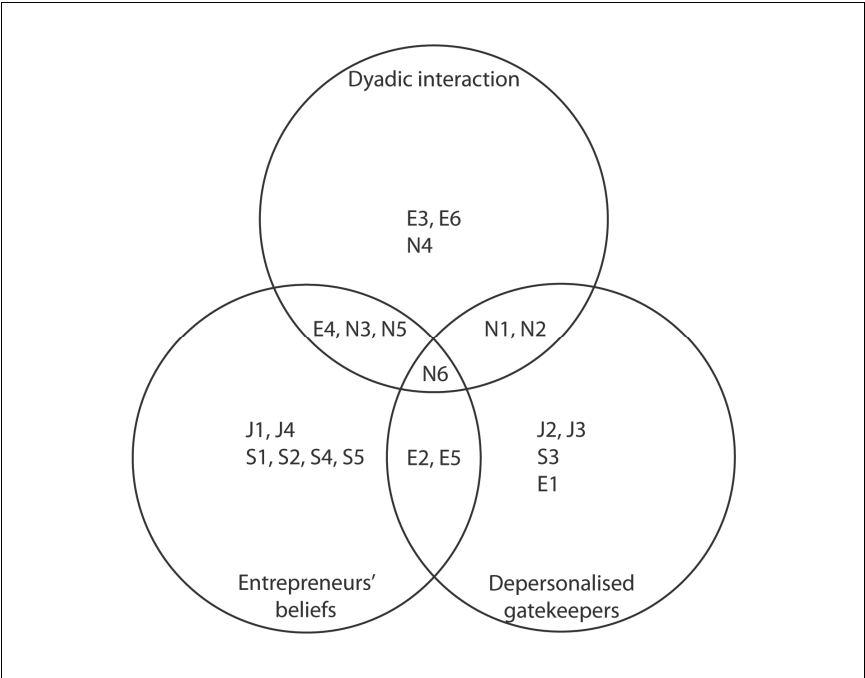 Dyadic interaction
E3, E6
N4
E4, N3, N5
N1, N2
N6
J1, J4
S1, S2, S4, S5
E2, E5
J2, J3
S3
E1
Entrepreneurs’
beliefs
Depersonalised
gatekeepers